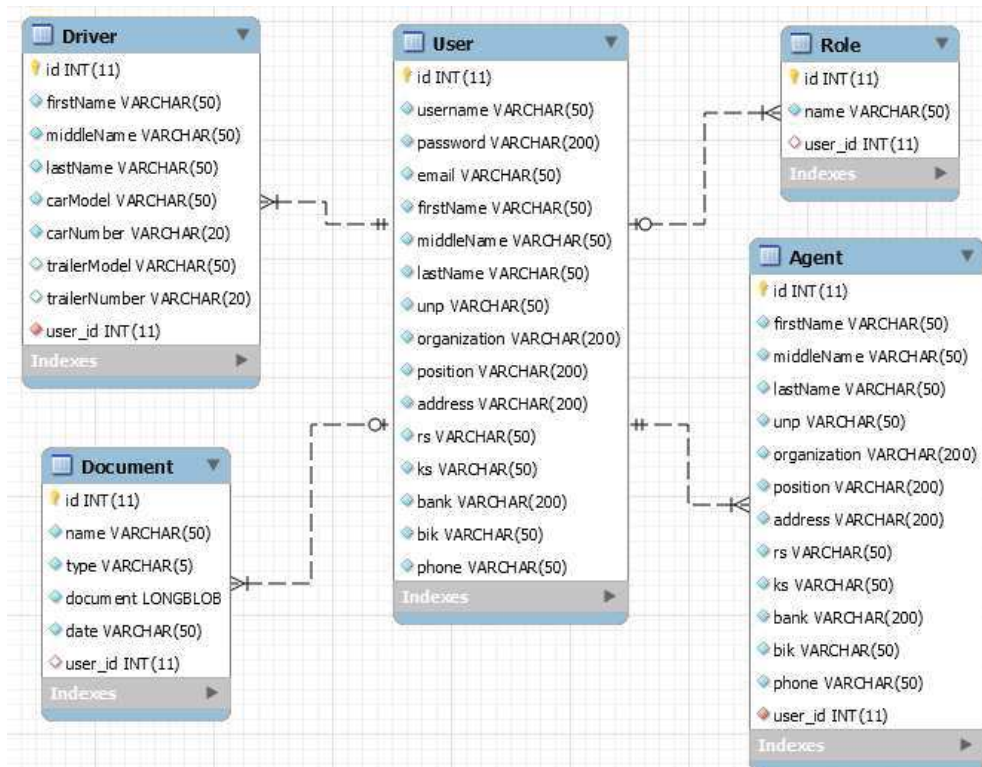 Driver
id INT(11)
firstName VARCHAR(50)
middleName VARCHAR(50)
lastName VARCHAR(50)
carModel VARCHAR(50)
carNumber VARCHAR(20)
trailerModel VARCHAR(50)
trailerNumber VARCHAR(20)
user_id INT(11)
Indexes
User
id INT(11)
username VARCHAR(50)
password VARCHAR(200)
email VARCHAR(50)
firstName VARCHAR(50)
middleName VARCHAR(50)
lastName VARCHAR(50)
unp VARCHAR(50)
organization VARCHAR(200)
position VARCHAR(200)
address VARCHAR(200)
rs VARCHAR(50)
ks VARCHAR(50)
bank VARCHAR(200)
bik VARCHAR(50)
phone VARCHAR(50)
Indexes
Role
id INT(11)
name VARCHAR(50)
user_id INT(11)
Indexes
Document
id INT(11)
name VARCHAR(50)
type VARCHAR(5)
document LONGBLOB
date VARCHAR(50)
user_id INT(11)
Indexes
Agent
id INT(11)
firstName VARCHAR(50)
middleName VARCHAR(50)
lastName VARCHAR(50)
unp VARCHAR(50)
organization VARCHAR(200)
position VARCHAR(200)
address VARCHAR(200)
rs VARCHAR(50)
ks VARCHAR(50)
bank VARCHAR(200)
bik VARCHAR(50)
phone VARCHAR(50)
user_id INT(11)
Indexes